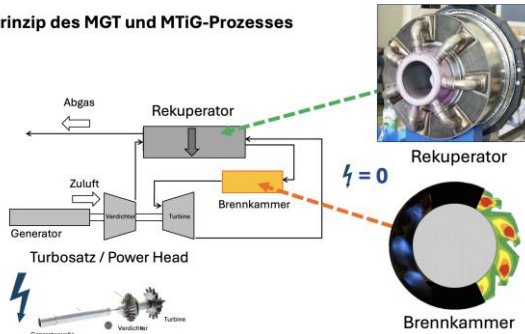 rinzip des MGT und MTiG-Prozesses
Abgas
Rekuperator
Zuluft
Verdichter
Turbine
Brennkammer
Generator
Turbosatz / Power Head
Turbine
Verdichter
Generatorwelle
= 0
Rekuperator
Brennkammer